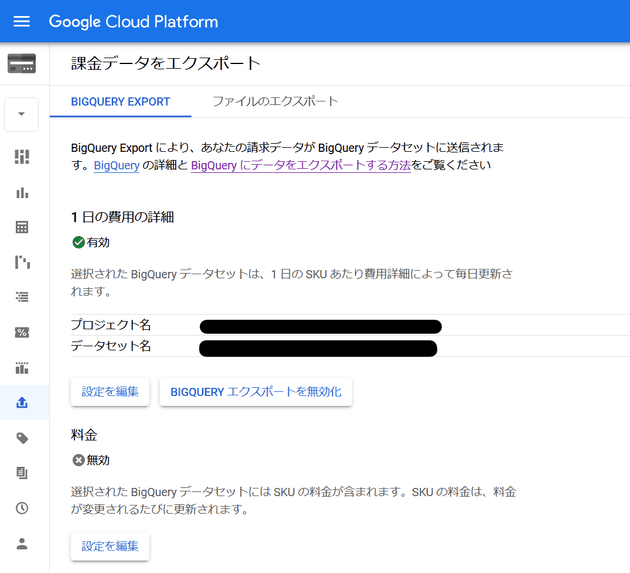 Google Cloud Platform
課金データをエクスポート
BIGQUERY EXPORT
ファイルのエクスポート
BigQuery Export により、あなたの請求データが BigQuery データセットに送信されま
す。BigQuery の詳細と BigQuery にデータをエクスポートする方法をご覧ください
1 日の費用の詳細
有効
選択された BigQuery データセットは、1 日の SKU あたり費用詳細によって毎日更新さ
れます。
プロジェクト名
データセット名
設定を編集
BIGQUERY エクスポートを無効化
料金
無効
選択された BigQuery データセットには SKU の料金が含まれます。SKU の料金は、料金
が変更されるたびに更新されます。
設定を編集